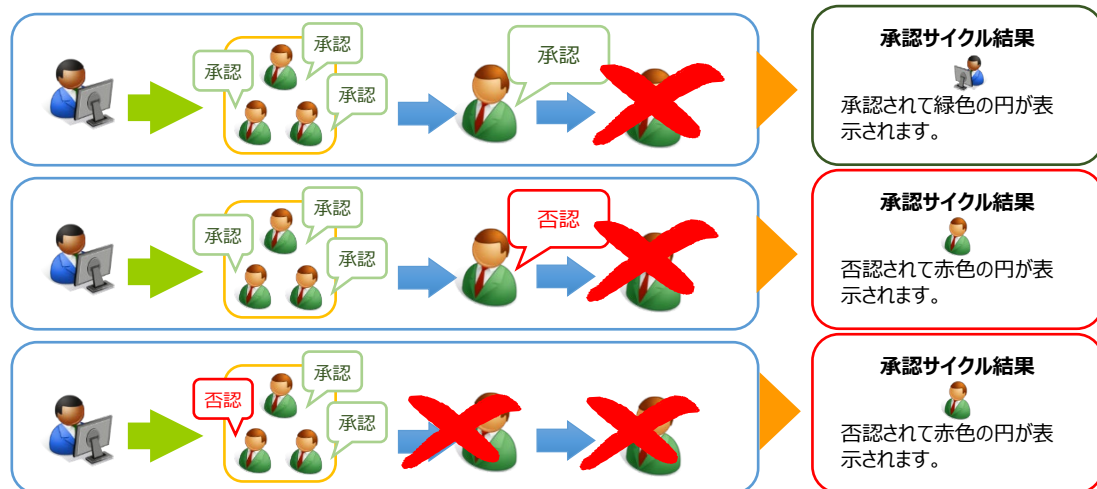 承認
承認
承認
承認
承認サイクル結果
承認されて緑色の円が表
示されます。
承認
承認
承認
否認
承認サイクル結果
否認されて赤色の円が表
示されます。
否認
承認
承認
承認サイクル結果
否認されて赤色の円が表
示されます。